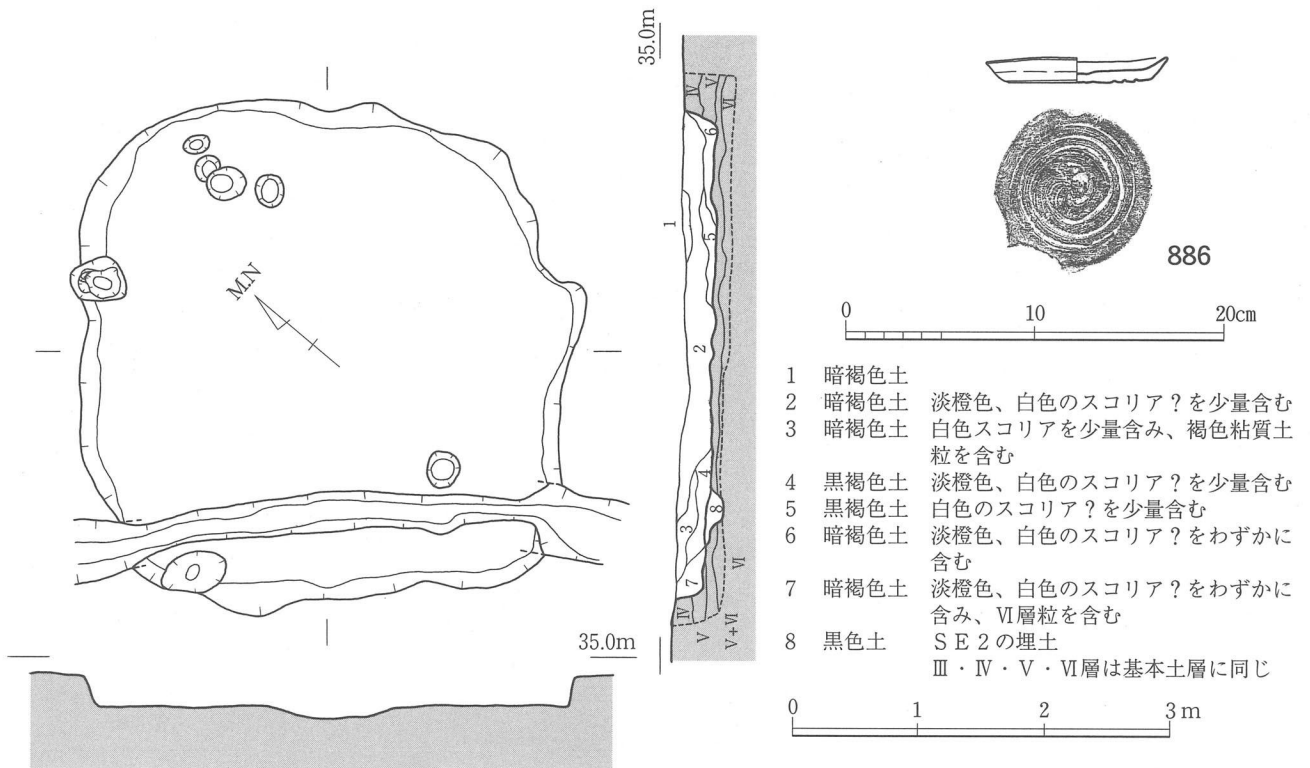 35.0m
Ⅳ
Ⅴ
Ⅵ
6
1
5
2
4
3
8
7
Ⅵ
Ⅳ
Ⅴ
Ⅴ+Ⅵ
M.N
35.0m
886
0 10 20㎝
1 暗褐色土
2 暗褐色土 淡橙色、白色のスコリア？を少量含む
3 暗褐色土 白色スコリアを少量含み、褐色粘質土
粒を含む
4 黒褐色土 淡橙色、白色のスコリア？を少量含む
5 黒褐色土 白色のスコリア？を少量含む
6 暗褐色土 淡橙色、白色のスコリア？をわずかに
含む
7 暗褐色土 淡橙色、白色のスコリア？をわずかに
含み、Ⅵ層粒を含む
8 黒色土 ＳＥ２の埋土
Ⅲ・Ⅳ・Ⅴ・Ⅵ層は基本土層に同じ
0 1 2 3 m